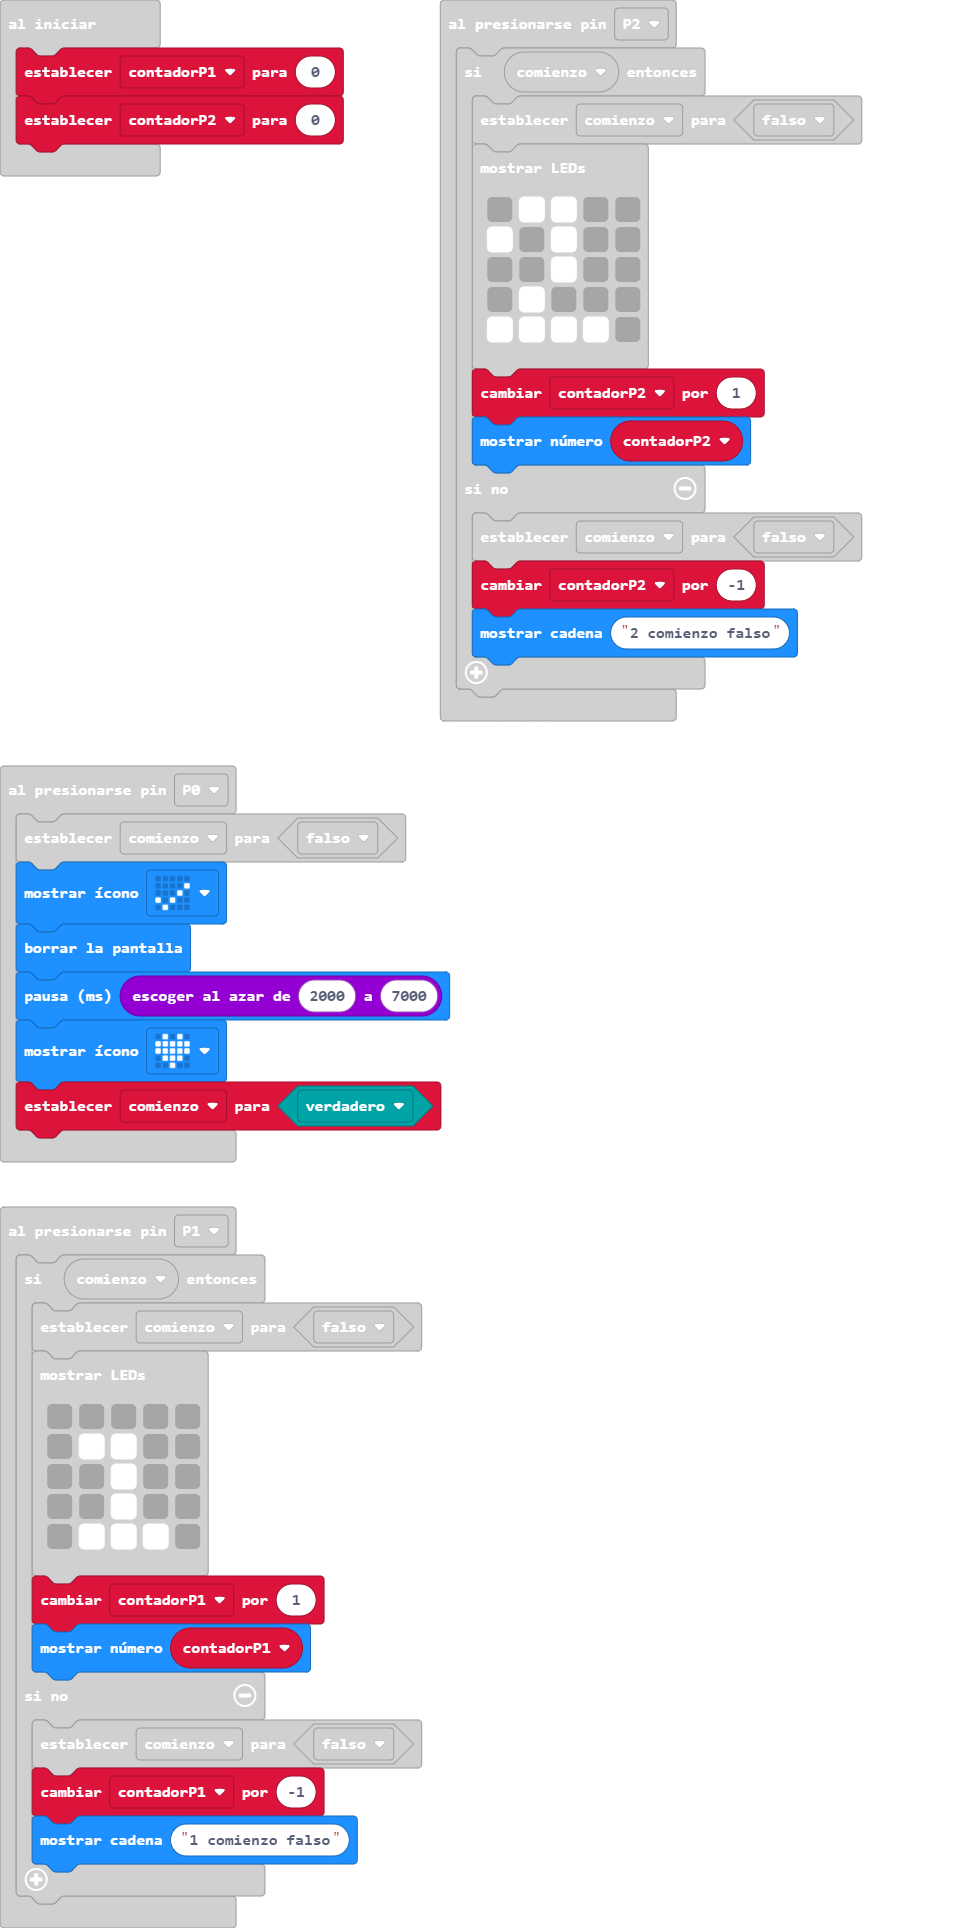 al iniciar
establecer contadorP1 para 0
establecer contadorP2 para 0
al presionarse pin P2
si comienzo entonces
establecer comienzo para falso
mostrar LEDs
cambiar contadorP2 por 1
mostrar número contadorP2
si no
establecer comienzo para falso
cambiar contadorP2 por -1
mostrar cadena "2 comienzo falso"
al presionarse pin P0
establecer comienzo para falso
mostrar ícono
borrar la pantalla
pausa (ms) escoger al azar de 2000 a 7000
mostrar ícono
establecer comienzo para verdadero
al presionarse pin P1
si comienzo entonces
establecer comienzo para falso
mostrar LEDs
cambiar contadorP1 por 1
mostrar número contadorP1
si no
establecer comienzo para falso
cambiar contadorP1 por -1
mostrar cadena "1 comienzo falso"